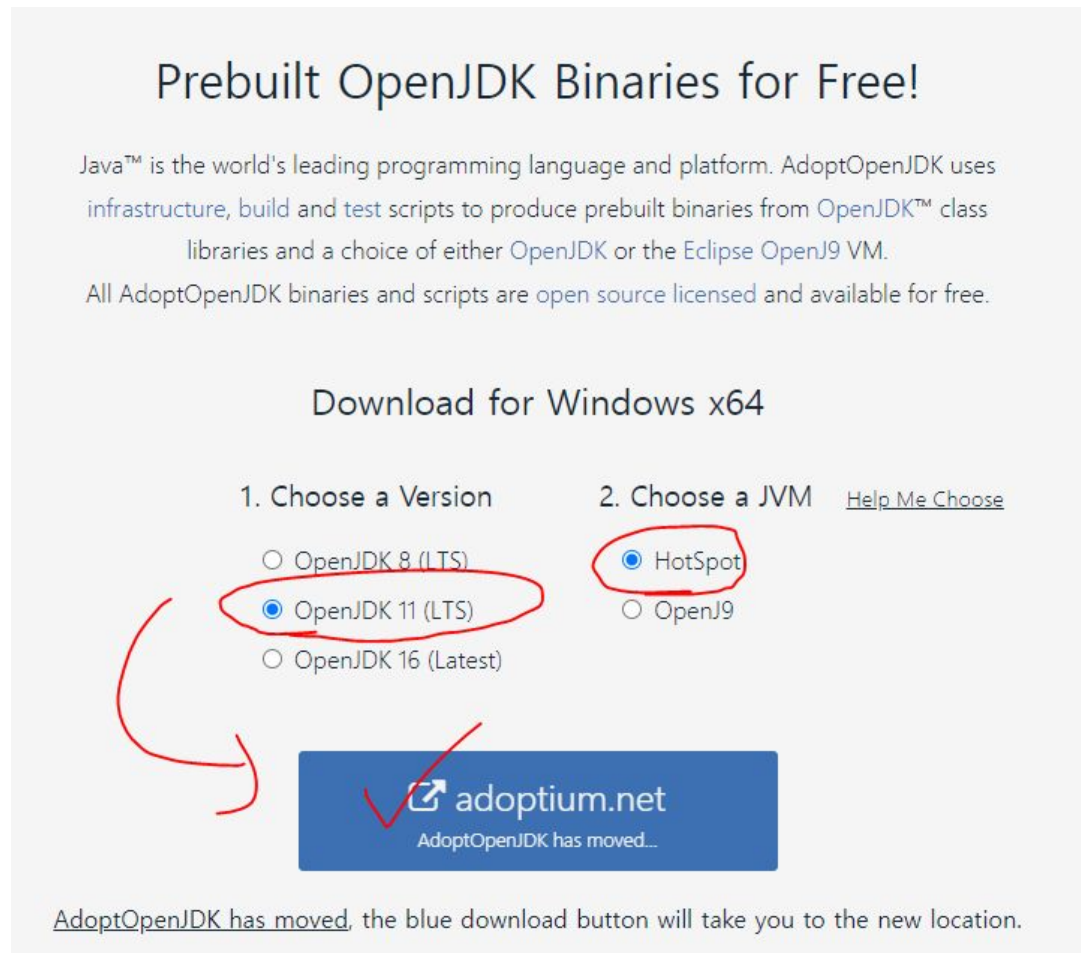 Prebuilt OpenJDK Binaries for Free!
Java™ is the world's leading programming language and platform. AdoptOpenJDK uses
infrastructure, build and test scripts to produce prebuilt binaries from OpenJDK™ class
libraries and a choice of either OpenJDK or the Eclipse OpenJ9 VM.
All AdoptOpenJDK binaries and scripts are open source licensed and available for free.
Download for Windows x64
1. Choose a Version
OpenJDK 8 (LTS)
OpenJDK 11 (LTS)
OpenJDK 16 (Latest)
2. Choose a JVM
Help Me Choose
HotSpot
OpenJ9
adoptium.net
AdoptOpenJDK has moved...
AdoptOpenJDK has moved, the blue download button will take you to the new location.